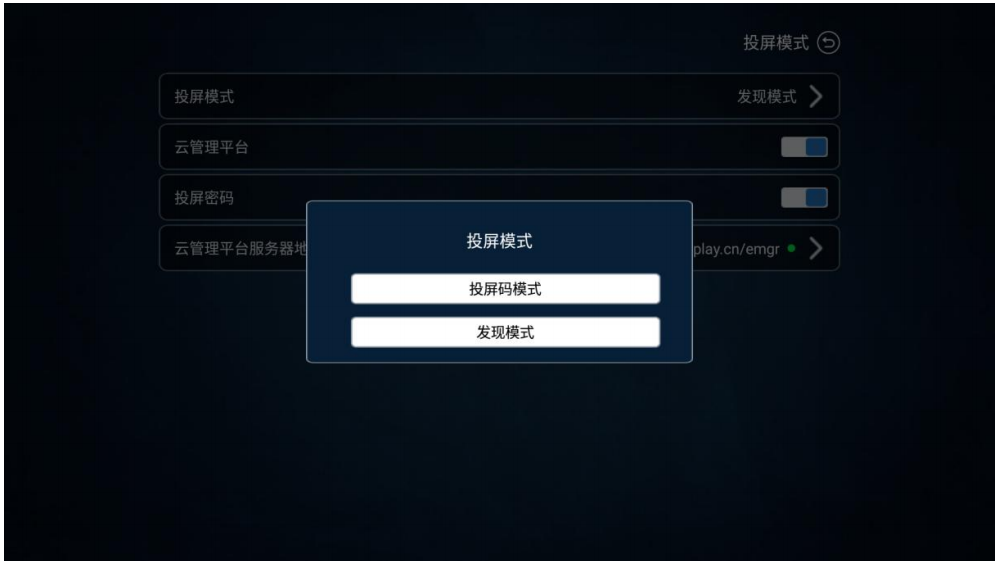 投屏模式
投屏模式 发现模式
云管理平台
投屏密码
云管理平台服务器地 play.cn/emgr
投屏模式
投屏码模式
发现模式